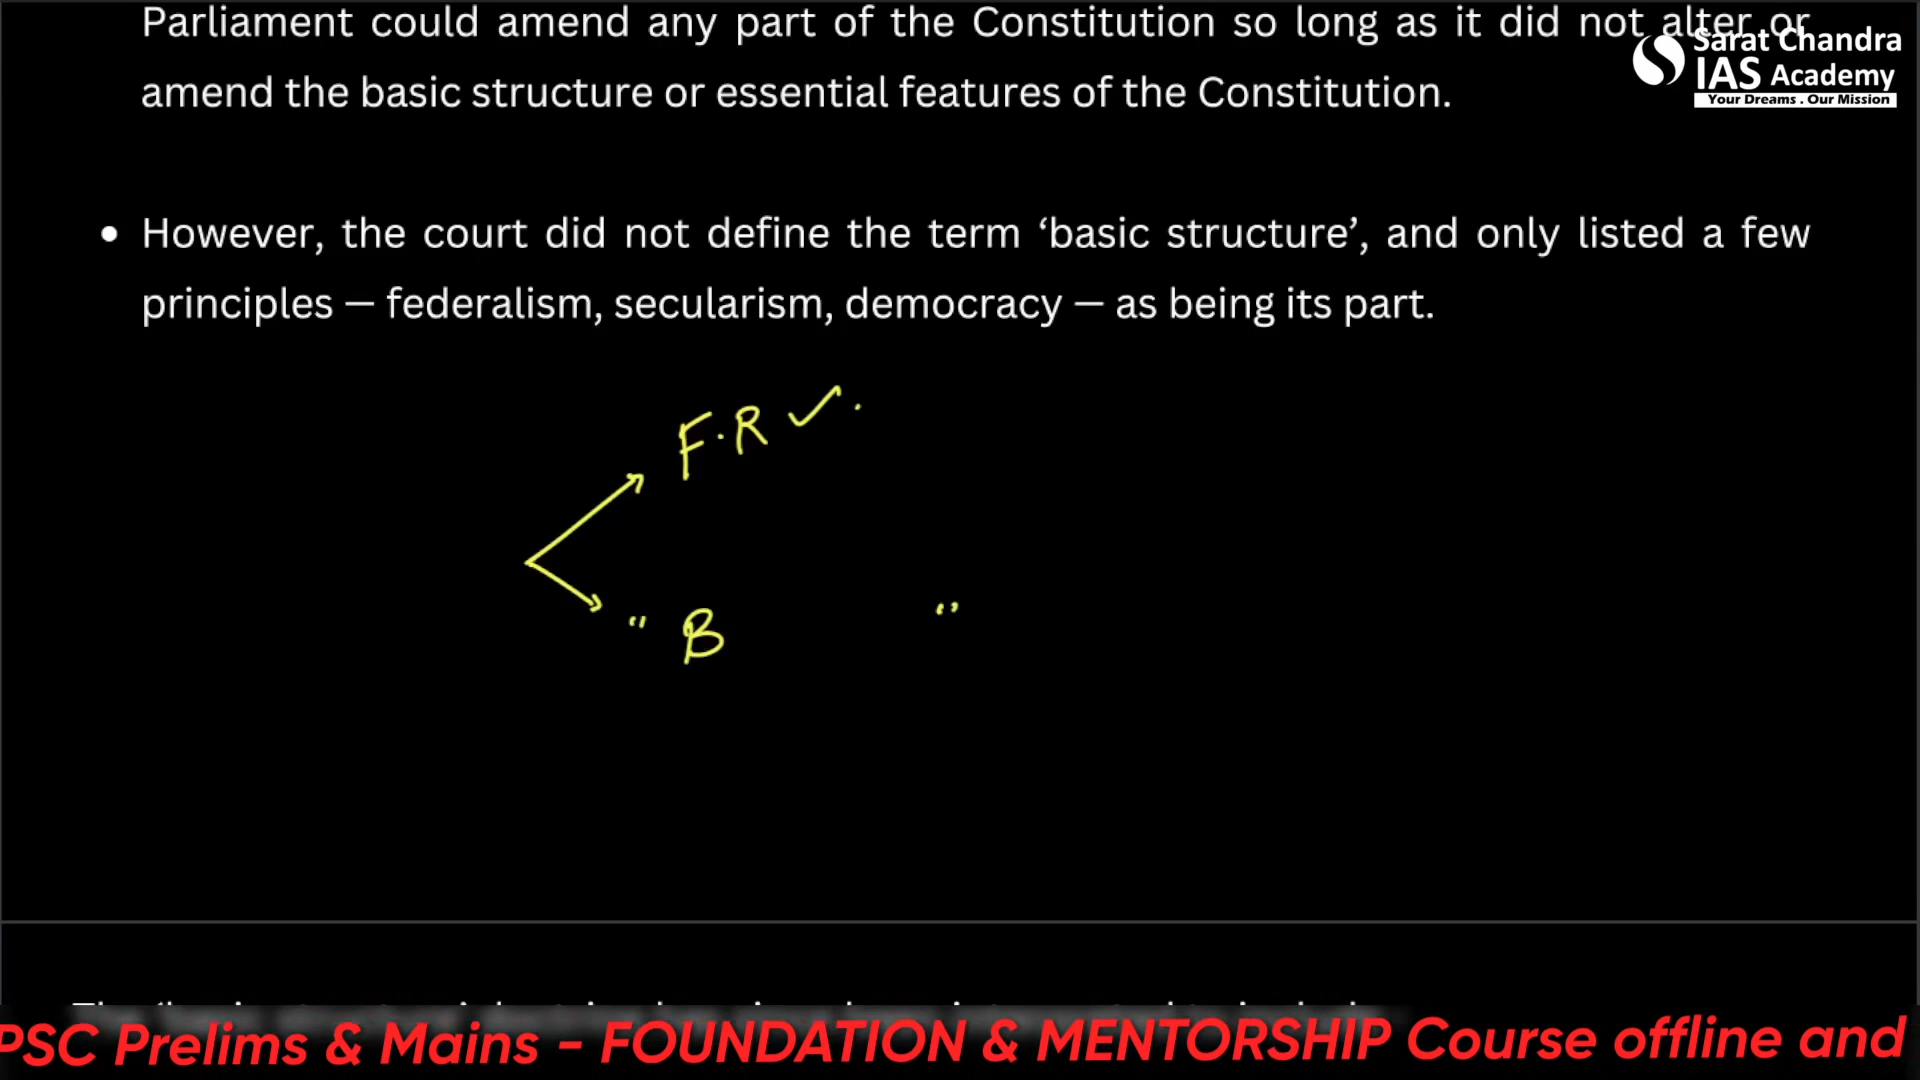 Parliament could amend any part of the Constitution so long as it did not alter or
amend the basic structure or essential features of the Constitution.
Sarat Chandra
IAS Academy
Your Dreams . Our Mission
• However, the court did not define the term ‘basic structure’, and only listed a few
principles — federalism, secularism, democracy — as being its part.
F.R ✓.
" B "
PSC Prelims & Mains - FOUNDATION & MENTORSHIP Course offline and